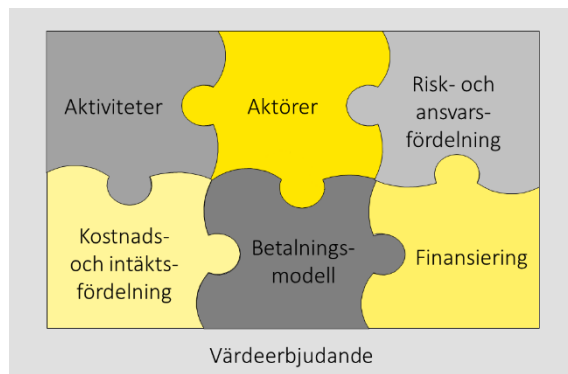 Aktiviteter
Aktörer
Risk- och
ansvars-
fördelning
Kostnads-
och intäkts-
fördelning
Betalnings-
modell
Finansiering
Värdeerbjudande